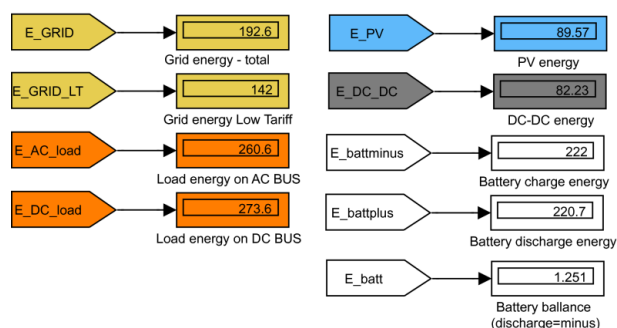 E_GRID
192.6
Grid energy - total
E_GRID_LT
142
Grid energy Low Tariff
E_AC_load
260.6
Load energy on AC BUS
E_DC_load
273.6
Load energy on DC BUS
E_PV
89.57
PV energy
E_DC_DC
82.23
DC-DC energy
E_battminus
222
Battery charge energy
E_battplus
220.7
Battery discharge energy
E_batt
1.251
Battery ballance
(discharge=minus)